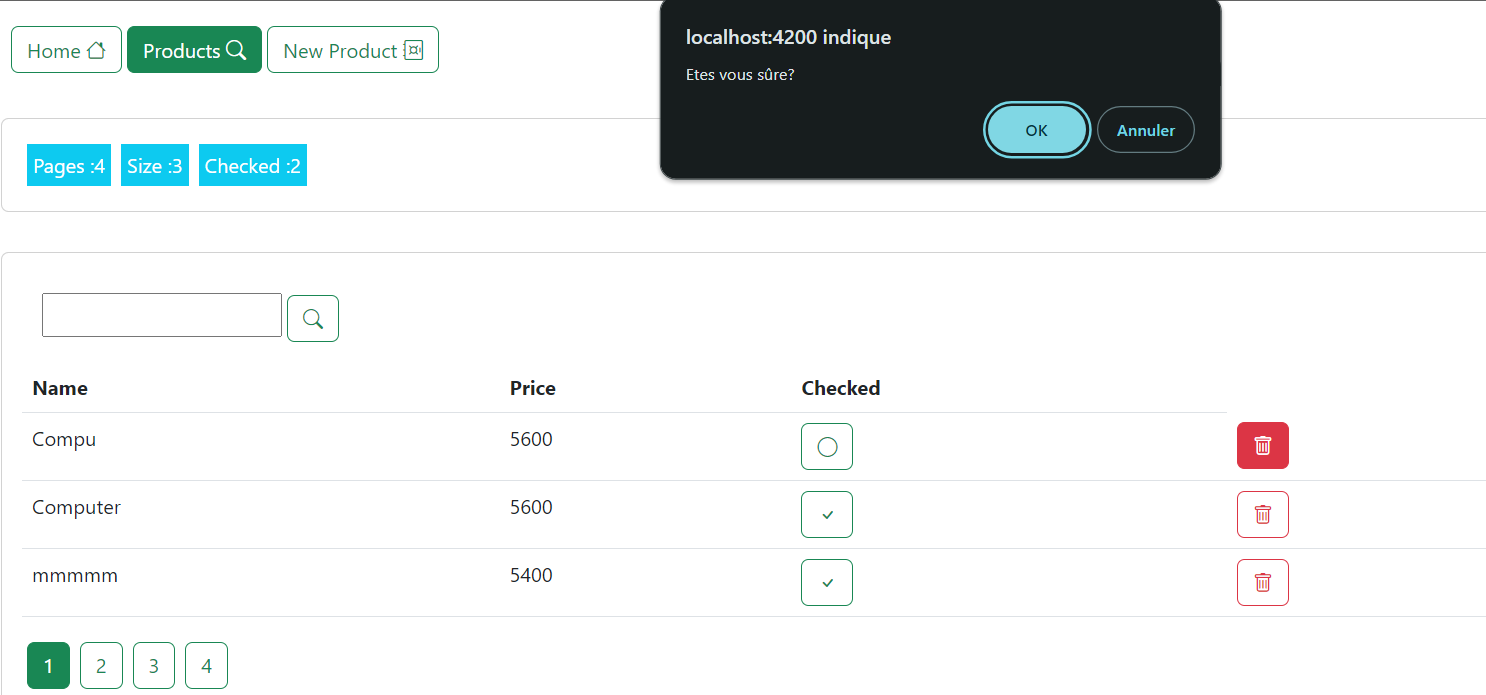 Home Products New Product
localhost:4200 indique
Etes vous sûre?
OK Annuler
Pages :4 Size :3 Checked :2
Name Price Checked
Compu 5600
Computer 5600
mmmmm 5400
1 2 3 4